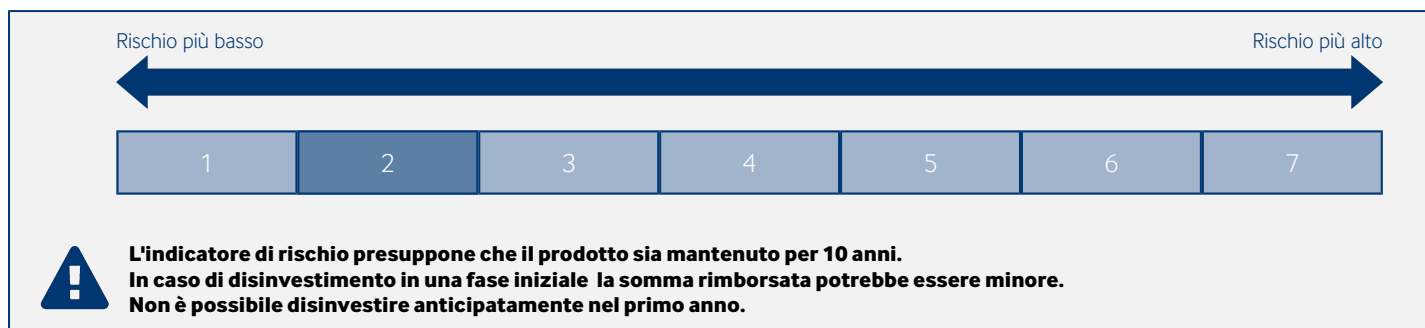 Rischio più basso Rischio più alto
1 2 3 4 5 6 7
L'indicatore di rischio presuppone che il prodotto sia mantenuto per 10 anni.
In caso di disinvestimento in una fase iniziale la somma rimborsata potrebbe essere minore.
Non è possibile disinvestire anticipatamente nel primo anno.